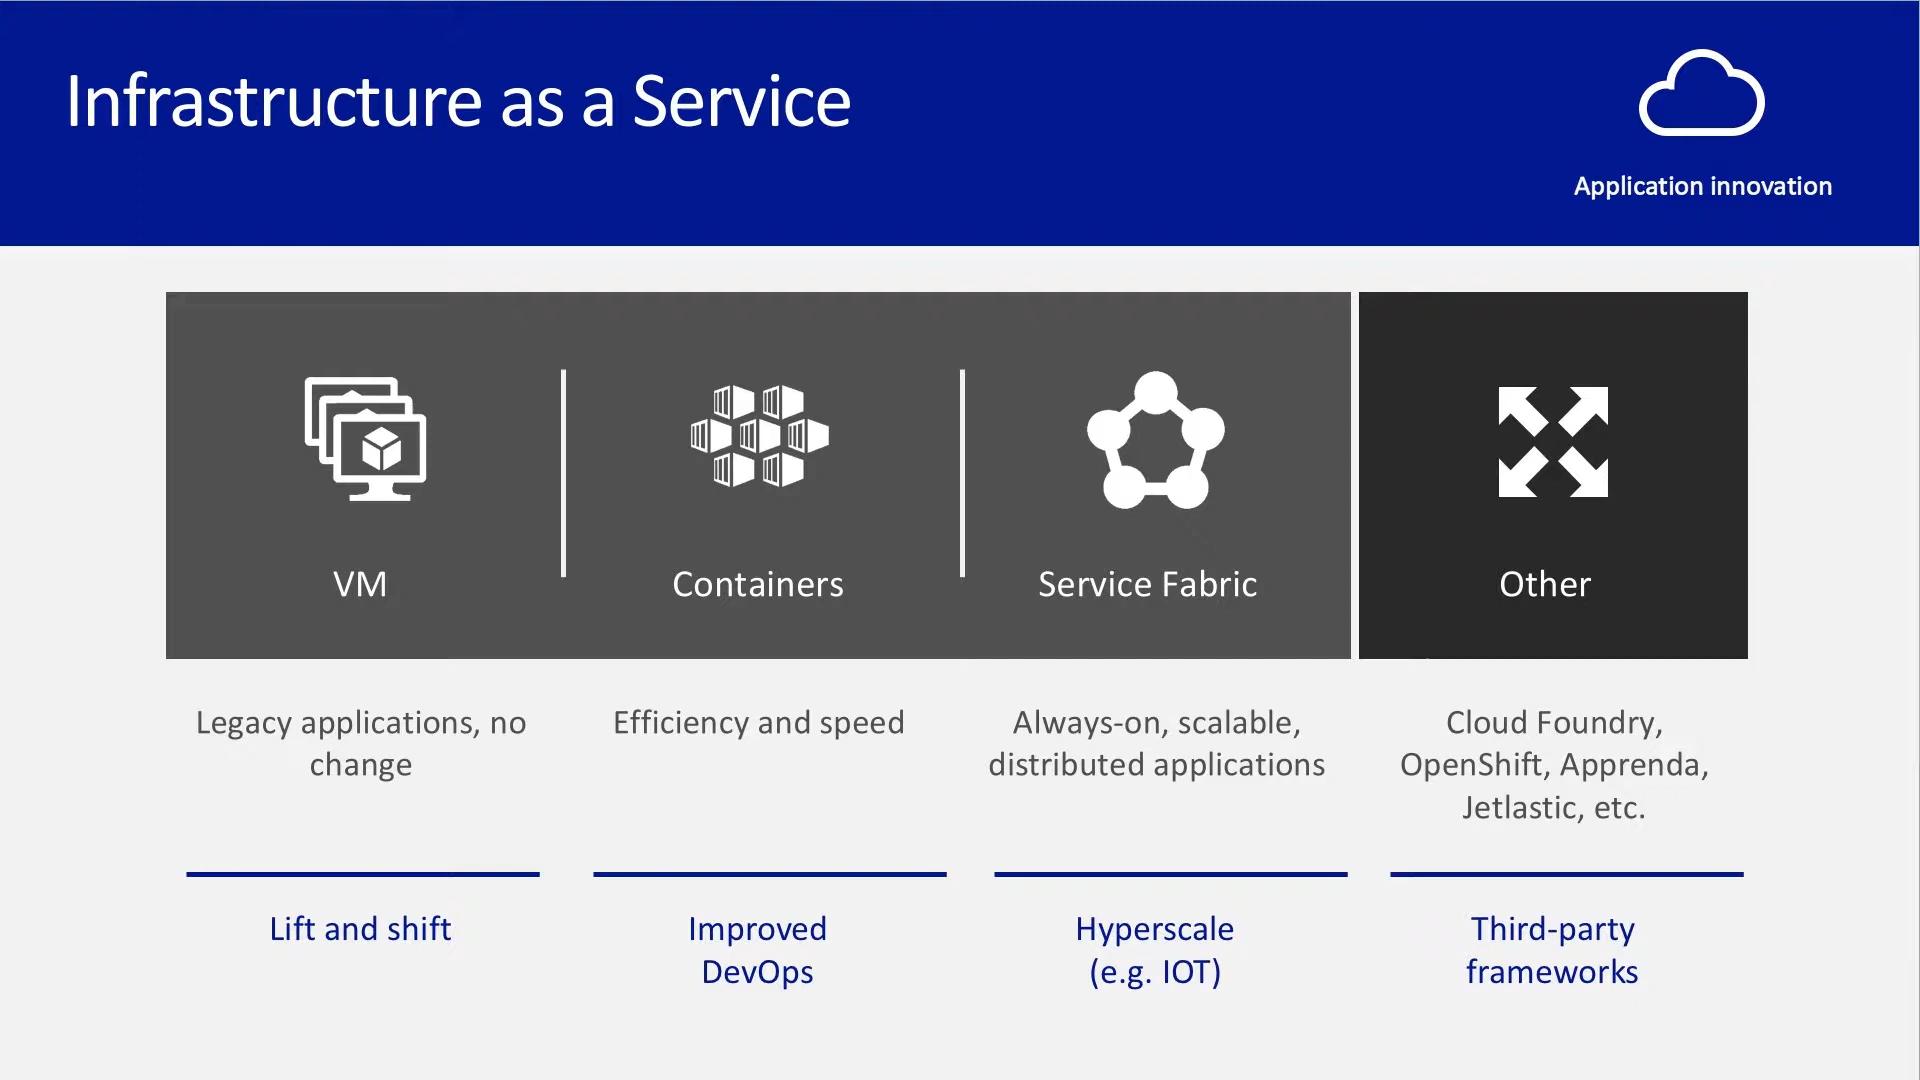 Infrastructure as a Service
Application innovation
VM
Containers
Service Fabric
Other
Legacy applications, no
change
Efficiency and speed
Always-on, scalable,
distributed applications
Cloud Foundry,
OpenShift, Apprenda,
Jetlastic, etc.
Lift and shift
Improved
DevOps
Hyperscale
(e.g. IOT)
Third-party
frameworks